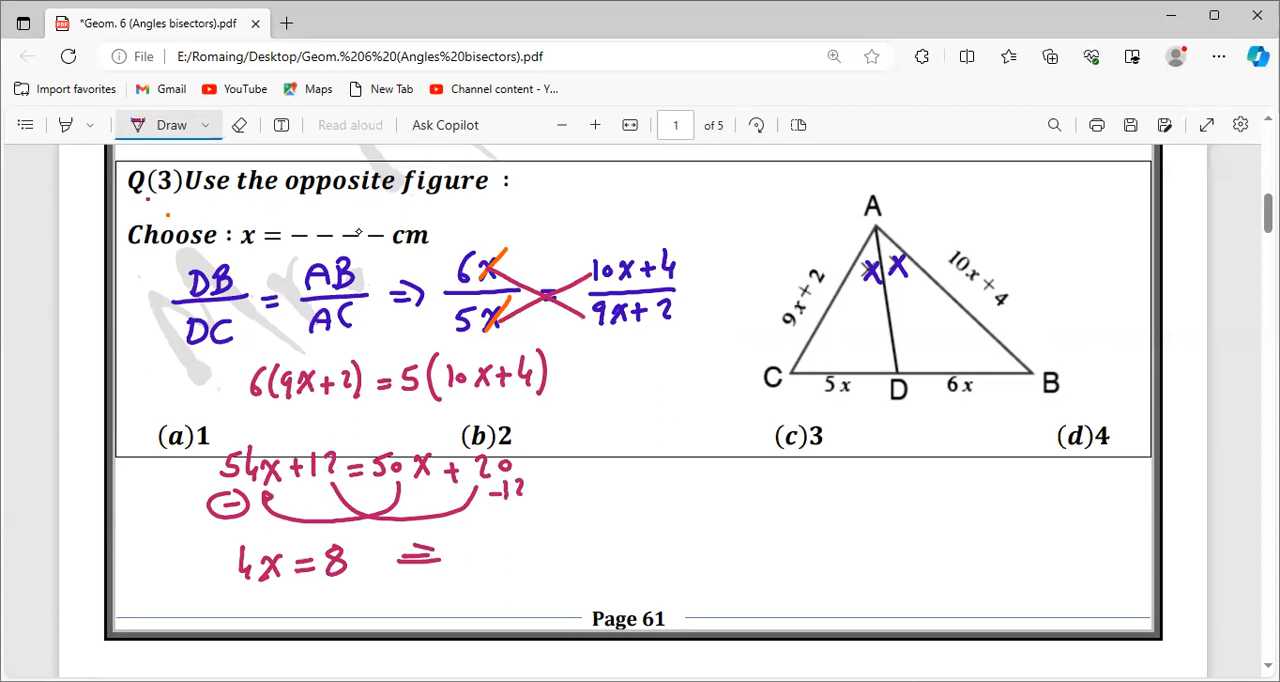 *Geom. 6 (Angles bisectors).pdf
File E:/Romaing/Desktop/Geom.%206%20(Angles%20bisectors).pdf
Import favorites Gmail YouTube Maps New Tab Channel content - Y...
Draw Read aloud Ask Copilot 1 of 5
Q(3)Use the opposite figure :
Choose : x = − − − − cm
DB/DC = AB/AC => 6x/5x = 10x+4/9x+2
6(9x+2) = 5(10x+4)
(a)1 (b)2 (c)3 (d)4
54x+12 = 50x + 20
− -12
4x = 8 =
A
x x
9x + 2 10x + 4
C 5x D 6x B
Page 61